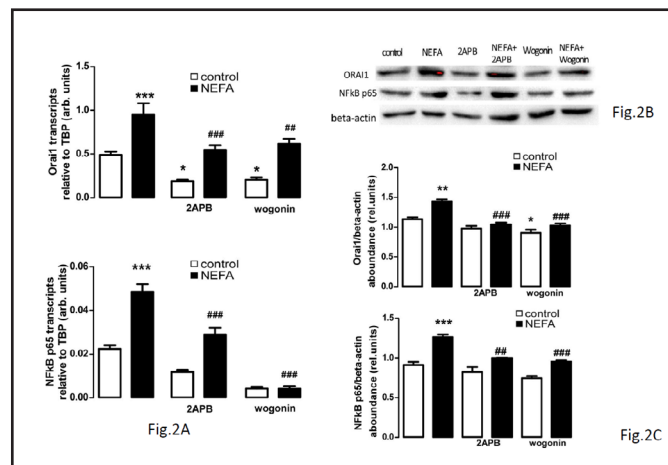 Orai1 transcripts
relative to TBP (arb. units)
1.5
1.0
0.5
0.0
control
NEFA
***
*
###
*
##
2APB
wogonin
NFkB p65 transcripts
relative to TBP (arb. units)
0.06
0.04
0.02
0.00
control
NEFA
***
###
###
2APB
wogonin
Fig.2A
control
NEFA
2APB
NEFA+
2APB
Wogonin
NEFA+
Wogonin
ORAI1
NFkB p65
beta-actin
Fig.2B
Orai1/beta-actin
aboundance (rel.units)
2.0
1.5
1.0
0.5
0.0
control
NEFA
**
###
*
###
2APB
wogonin
NFkB p65/beta-actin
aboundance (rel.units)
1.5
1.0
0.5
0.0
control
NEFA
***
##
###
2APB
wogonin
Fig.2C